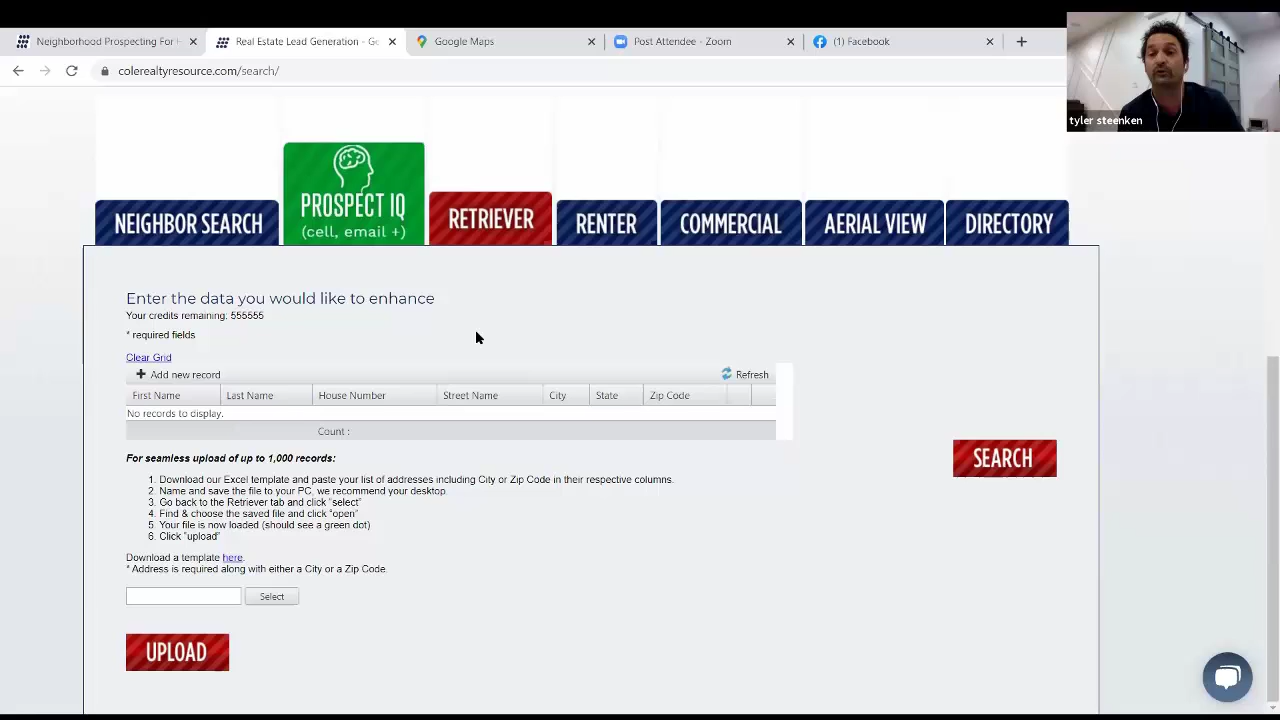 Neighborhood Prospecting For
Real Estate Lead Generation - Ge
Google Maps
Post Attendee - Zoom
(1) Facebook
colerealtyresource.com/search/
tyler steenken
NEIGHBOR SEARCH
PROSPECT IQ
(cell, email +)
RETRIEVER
RENTER
COMMERCIAL
AERIAL VIEW
DIRECTORY
Enter the data you would like to enhance
Your credits remaining: 555555
* required fields
Clear Grid
Add new record
Refresh
First Name Last Name House Number Street Name City State Zip Code
No records to display.
Count :
For seamless upload of up to 1,000 records:
SEARCH
1. Download our Excel template and paste your list of addresses including City or Zip Code in their respective columns.
2. Name and save the file to your PC, we recommend your desktop.
3. Go back to the Retriever tab and click "select"
4. Find & choose the saved file and click "open"
5. Your file is now loaded (should see a green dot)
6. Click "upload"
Download a template here.
* Address is required along with either a City or a Zip Code.
Select
UPLOAD